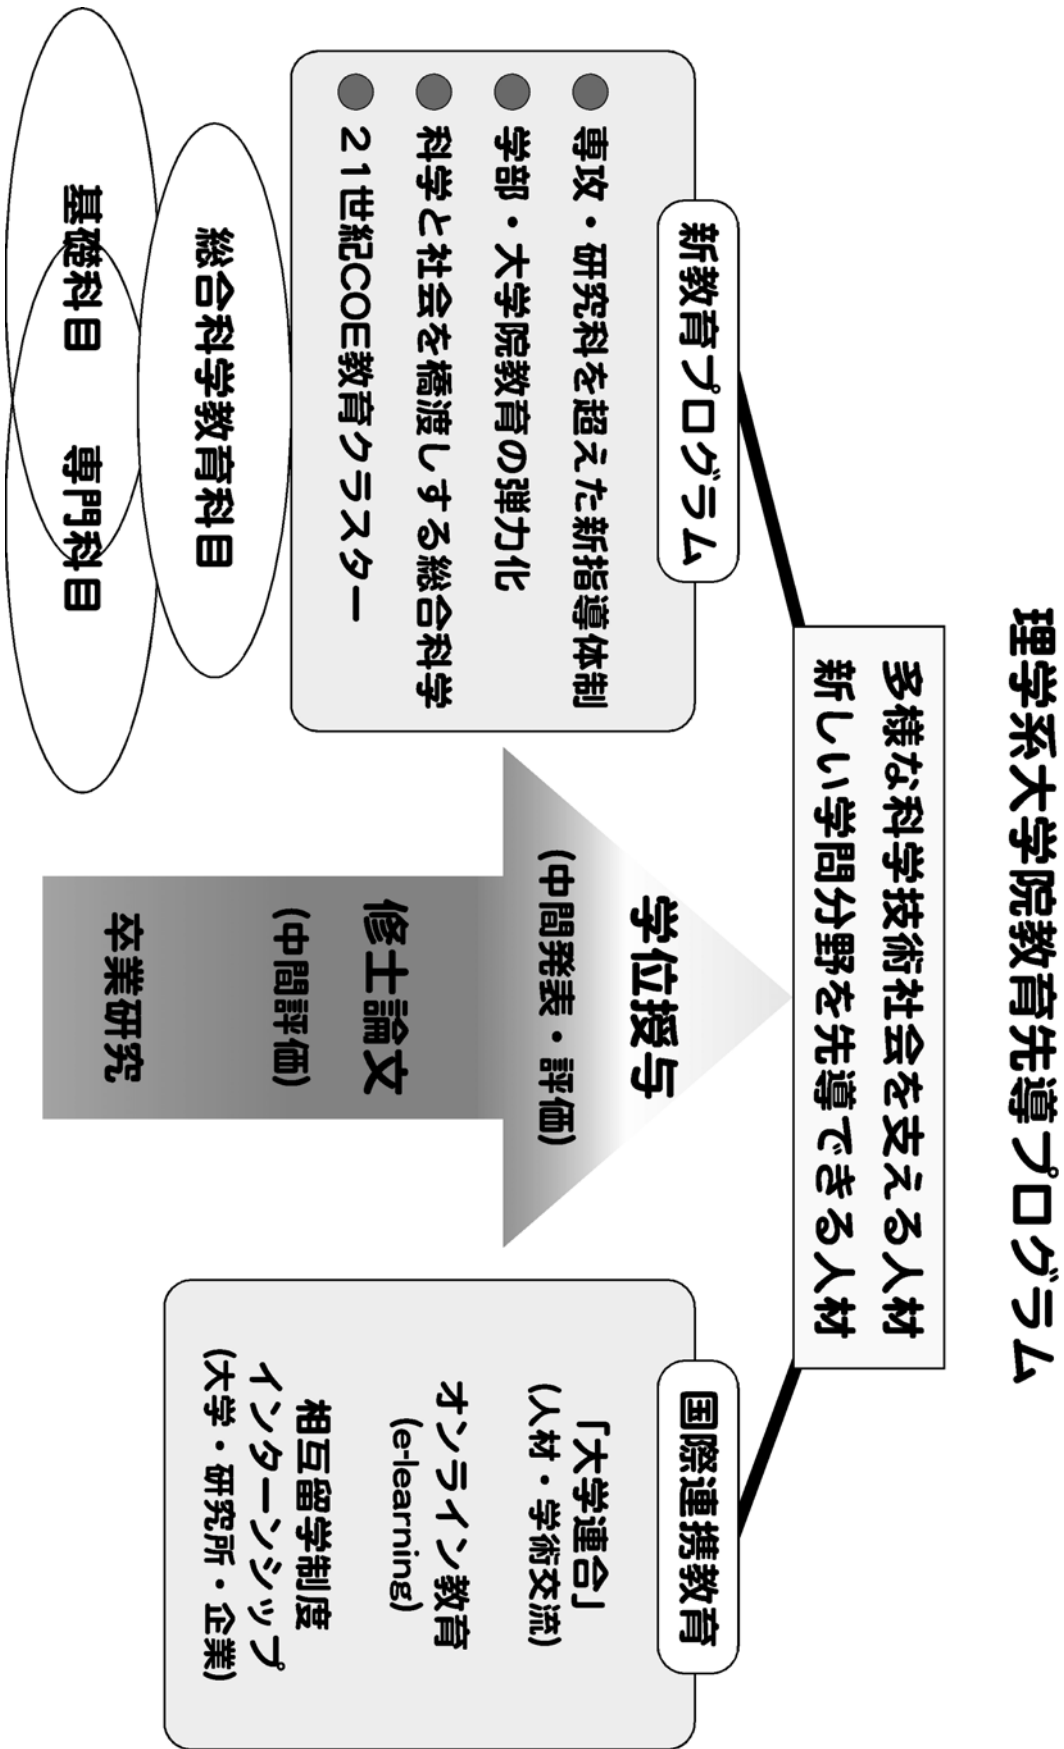 理学系大学院教育先導プログラム
多様な科学技術社会を支える人材
新しい学問分野を先導できる人材
新教育プログラム
専攻・研究科を超えた新指導体制
学部・大学院教育の弾力化
科学と社会を橋渡しする総合科学
21世紀COE教育クラスター
総合科学教育科目
基礎科目
専門科目
学位授与
(中間発表・評価)
修士論文
(中間評価)
卒業研究
国際連携教育
「大学連合」
(人材・学術交流)
オンライン教育
(e-learning)
相互留学制度
インターンシップ
(大学・研究所・企業)